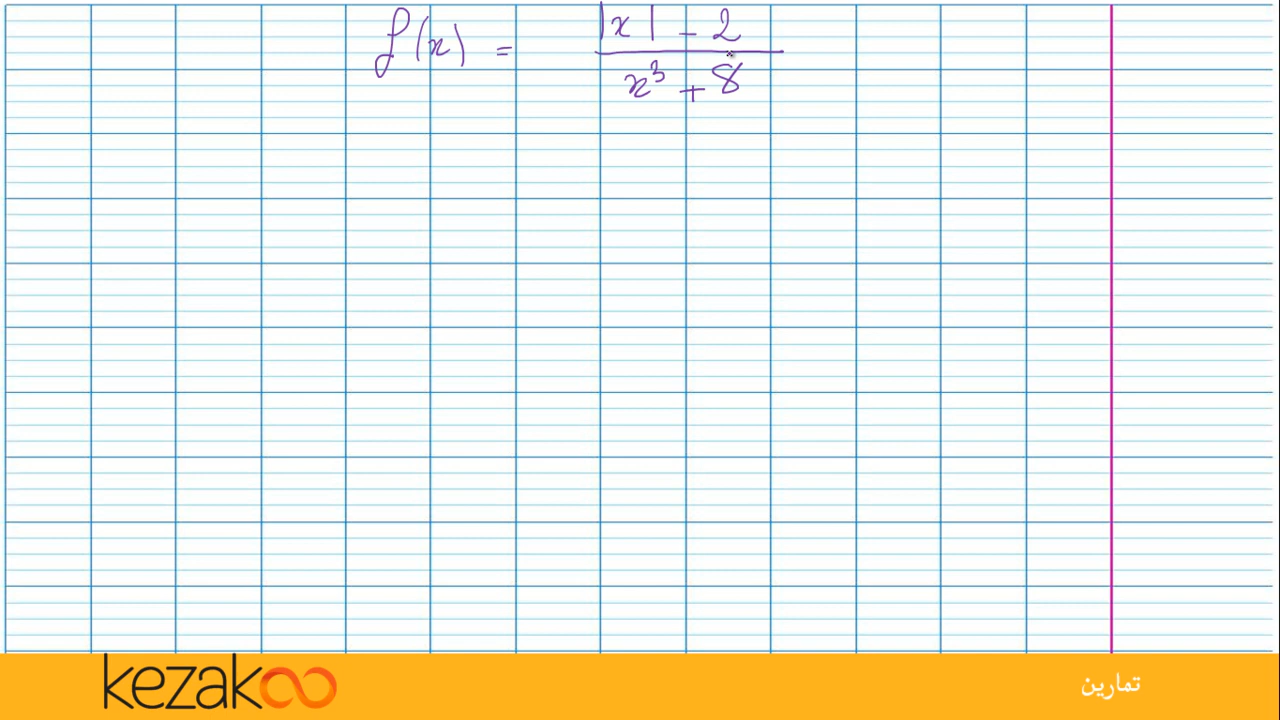 f(x) = |x| - 2 / x³ + 8
kezakoo
تمارين